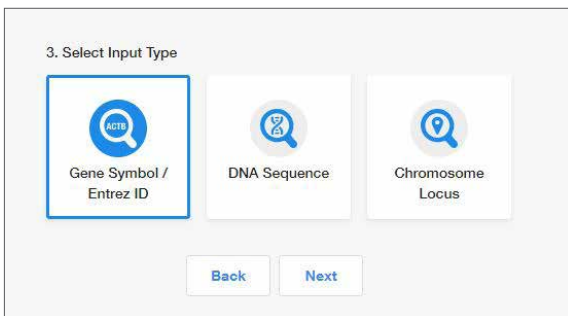 3. Select Input Type
ACTB
Gene Symbol /
Entrez ID
DNA Sequence
Chromosome
Locus
Back
Next